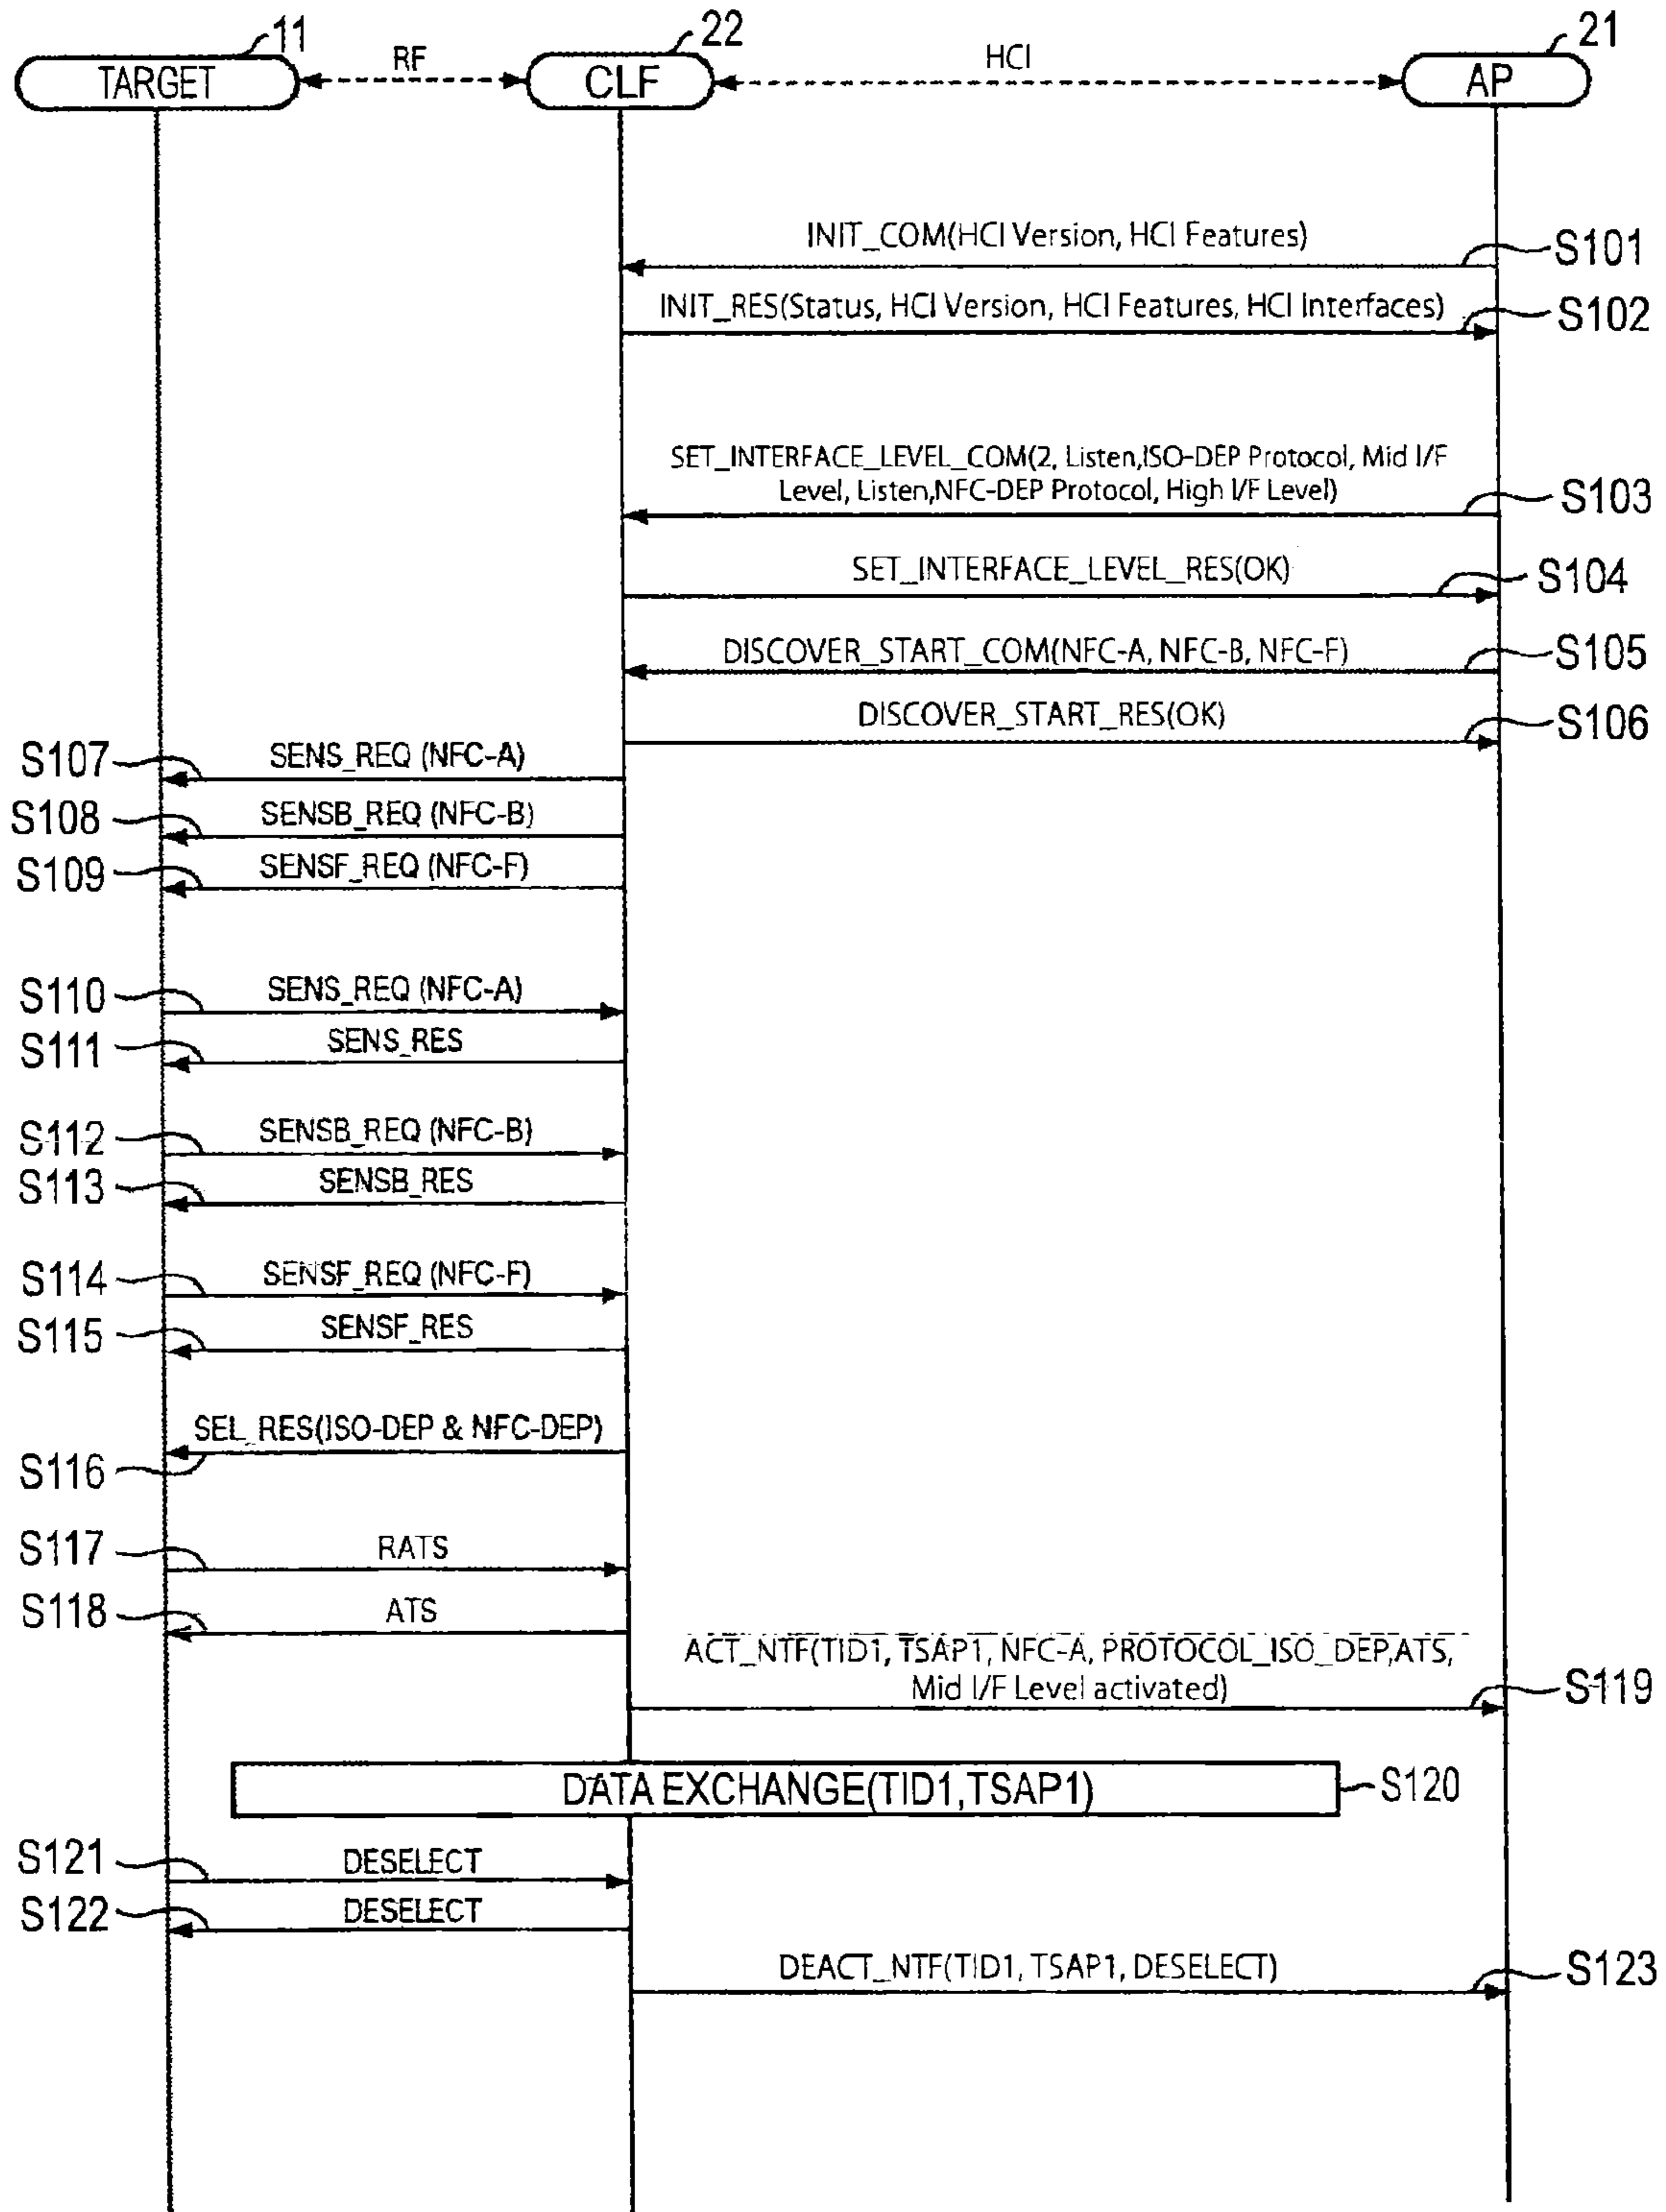 11
22
21
TARGET
RF
CLF
HCI
AP
INIT_COM(HCI Version, HCI Features)
S101
INIT_RES(Status, HCI Version, HCI Features, HCI Interfaces)
S102
SET_INTERFACE_LEVEL_COM(2, Listen,ISO-DEP Protocol, Mid I/F
Level, Listen,NFC-DEP Protocol, High I/F Level)
S103
SET_INTERFACE_LEVEL_RES(OK)
S104
DISCOVER_START_COM(NFC-A, NFC-B, NFC-F)
S105
DISCOVER_START_RES(OK)
S106
S107
SENS_REQ (NFC-A)
S108
SENSB_REQ (NFC-B)
S109
SENSF_REQ (NFC-F)
S110
SENS_REQ (NFC-A)
S111
SENS_RES
S112
SENSB_REQ (NFC-B)
S113
SENSB_RES
S114
SENSF_REQ (NFC-F)
S115
SENSF_RES
SEL_RES(ISO-DEP & NFC-DEP)
S116
S117
RATS
S118
ATS
ACT_NTF(TID1, TSAP1, NFC-A, PROTOCOL_ISO_DEP,ATS,
Mid I/F Level activated)
S119
DATA EXCHANGE(TID1,TSAP1)
S120
S121
DESELECT
S122
DESELECT
DEACT_NTF(TID1, TSAP1, DESELECT)
S123